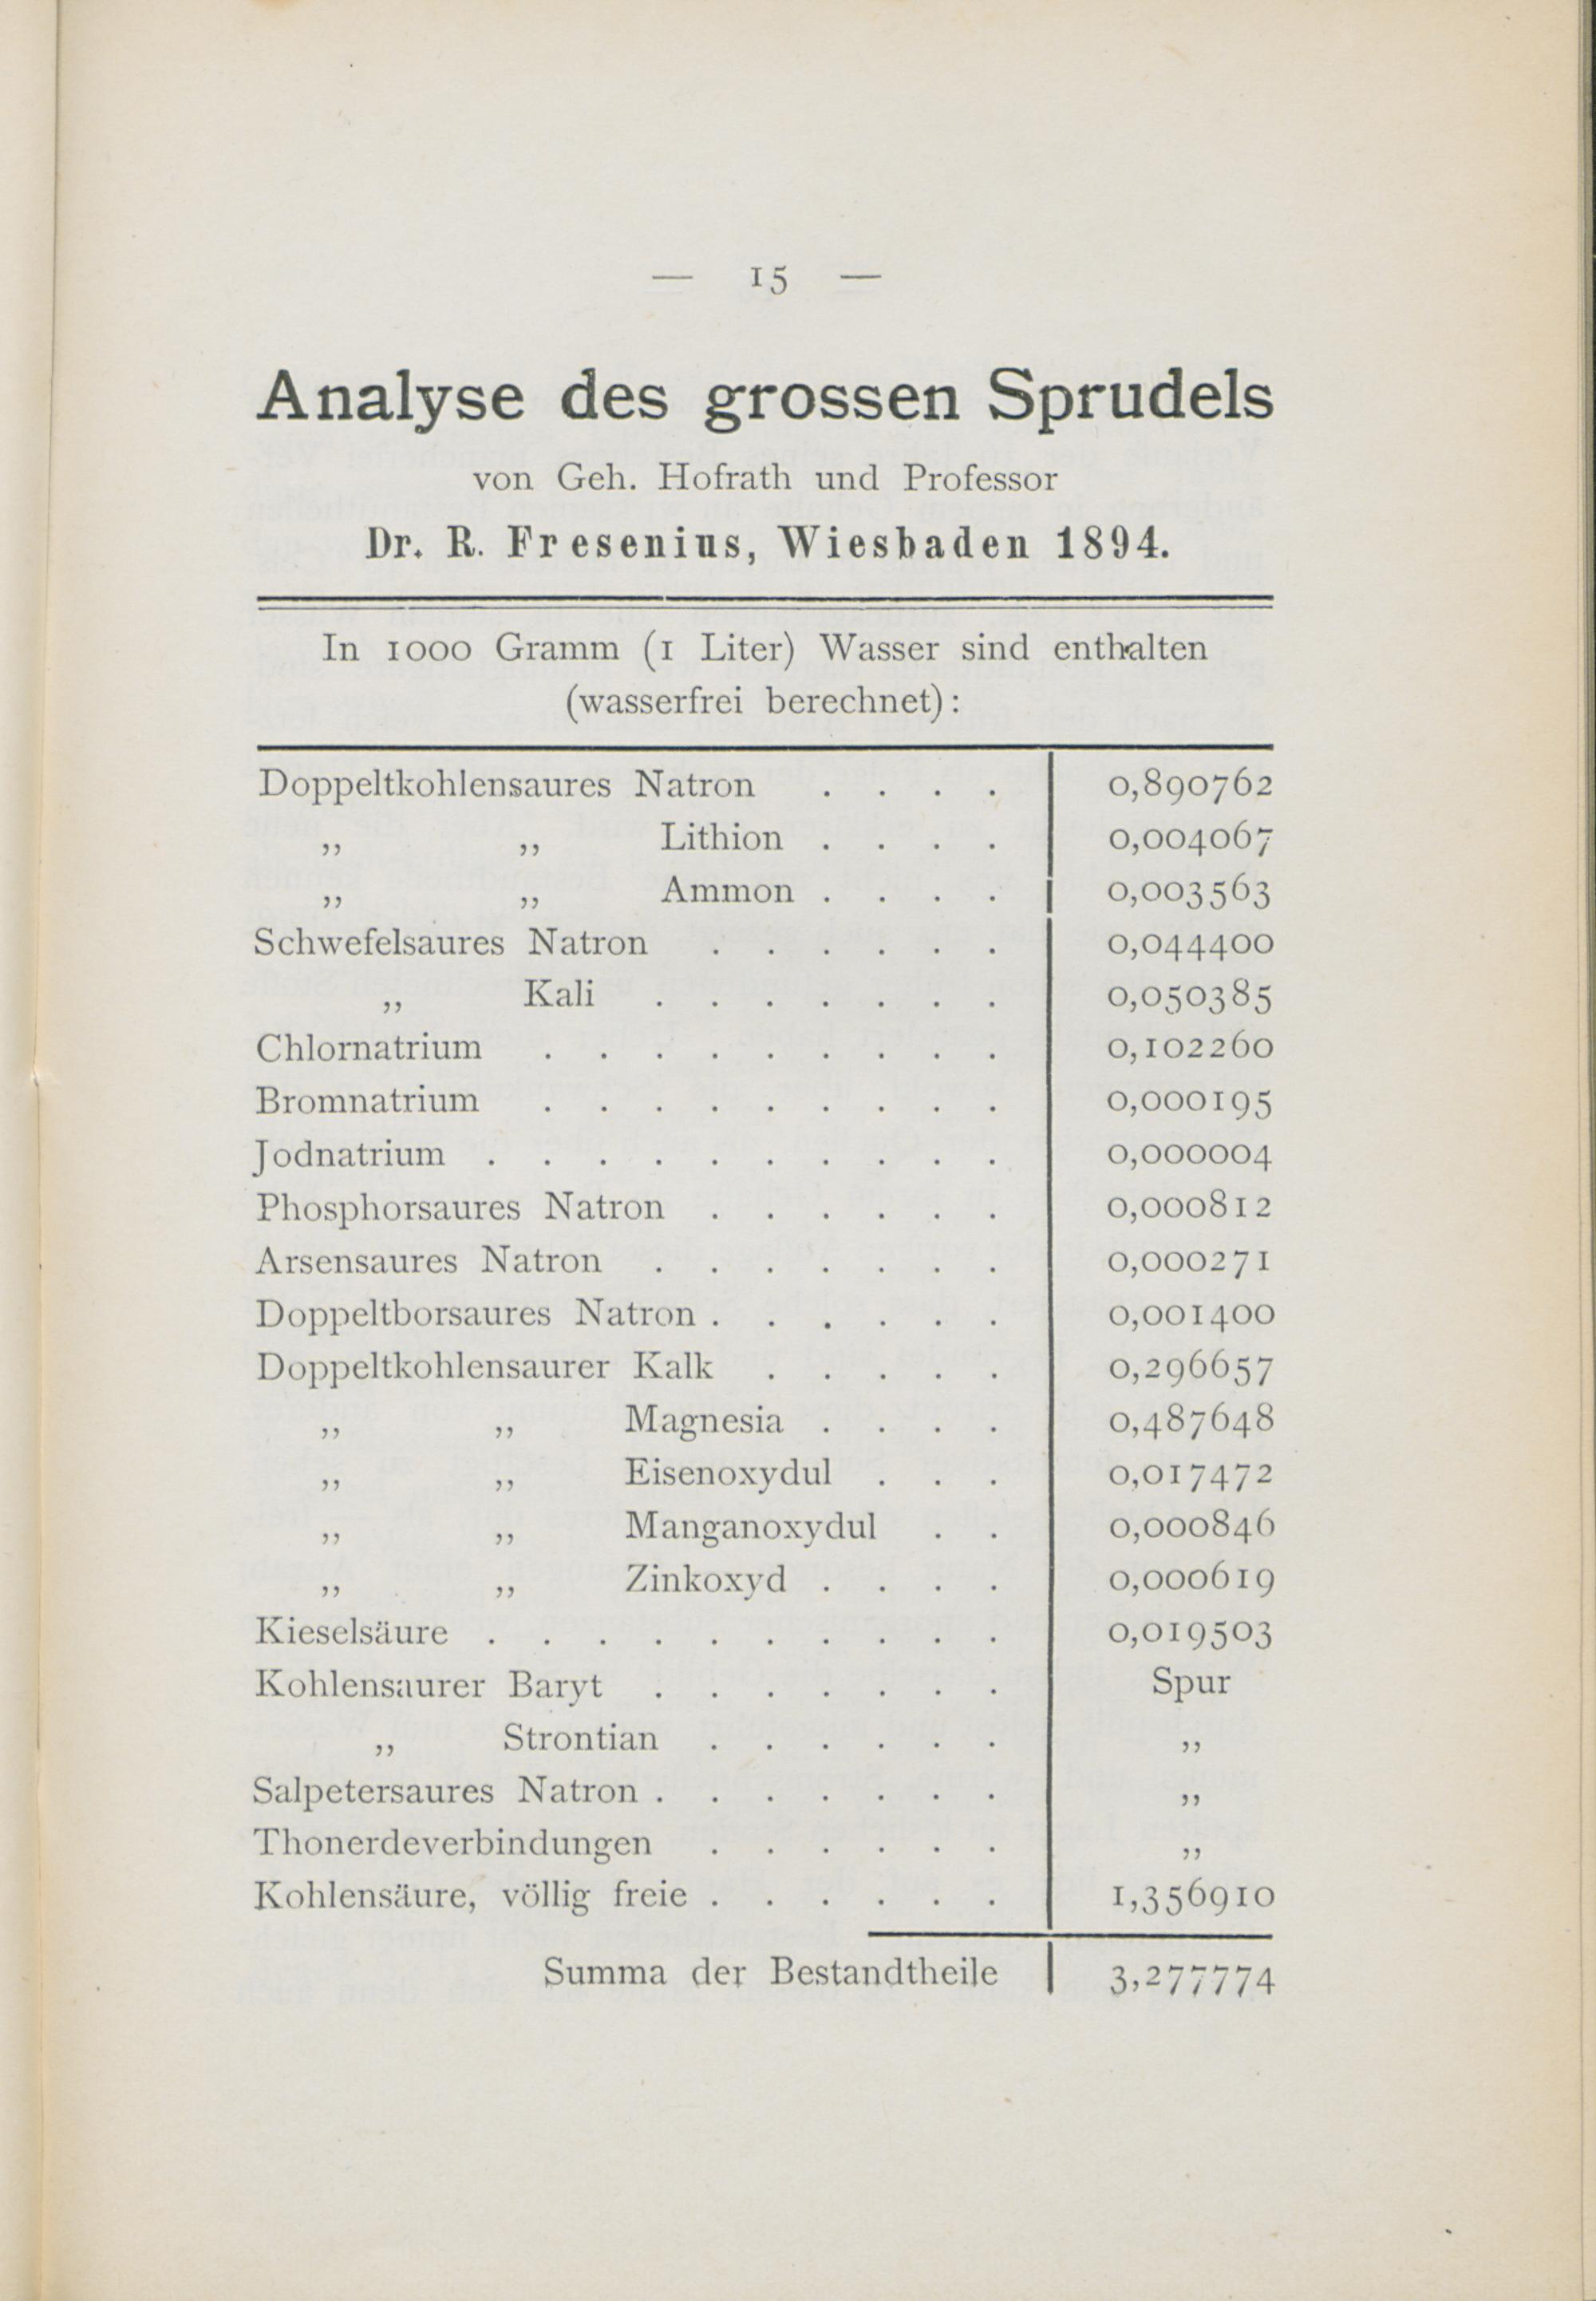 — 15 —
Analyse des grossen Sprudels
von Geh. Hofrath und Professor
Dr. R. Fresenius, Wiesbaden 1894.
In 1000 Gramm (1 Liter) Wasser sind enthalten
(wasserfrei berechnet):
Doppeltkohlensaures Natron . . . . 0,890762
,, ,, Lithion . . . . 0,004067
,, ,, Ammon . . . . 0,003563
Schwefelsaures Natron . . . . . . 0,044400
,, Kali . . . . . . . 0,050385
Chlornatrium . . . . . . . . . 0,102260
Bromnatrium . . . . . . . . . 0,000195
Jodnatrium . . . . . . . . . . 0,000004
Phosphorsaures Natron . . . . . . 0,000812
Arsensaures Natron . . . . . . . 0,000271
Doppeltborsaures Natron . . . . . . 0,001400
Doppeltkohlensaurer Kalk . . . . . 0,296657
,, ,, Magnesia . . . . 0,487648
,, ,, Eisenoxydul . . . 0,017472
,, ,, Manganoxydul . . 0,000846
,, ,, Zinkoxyd . . . . 0,000619
Kieselsäure . . . . . . . . . . 0,019503
Kohlensaurer Baryt . . . . . . . Spur
,, Strontian . . . . . . ,,
Salpetersaures Natron . . . . . . . ,,
Thonerdeverbindungen . . . . . . ,,
Kohlensäure, völlig freie . . . . . . 1,356910
Summa der Bestandtheile 3,277774